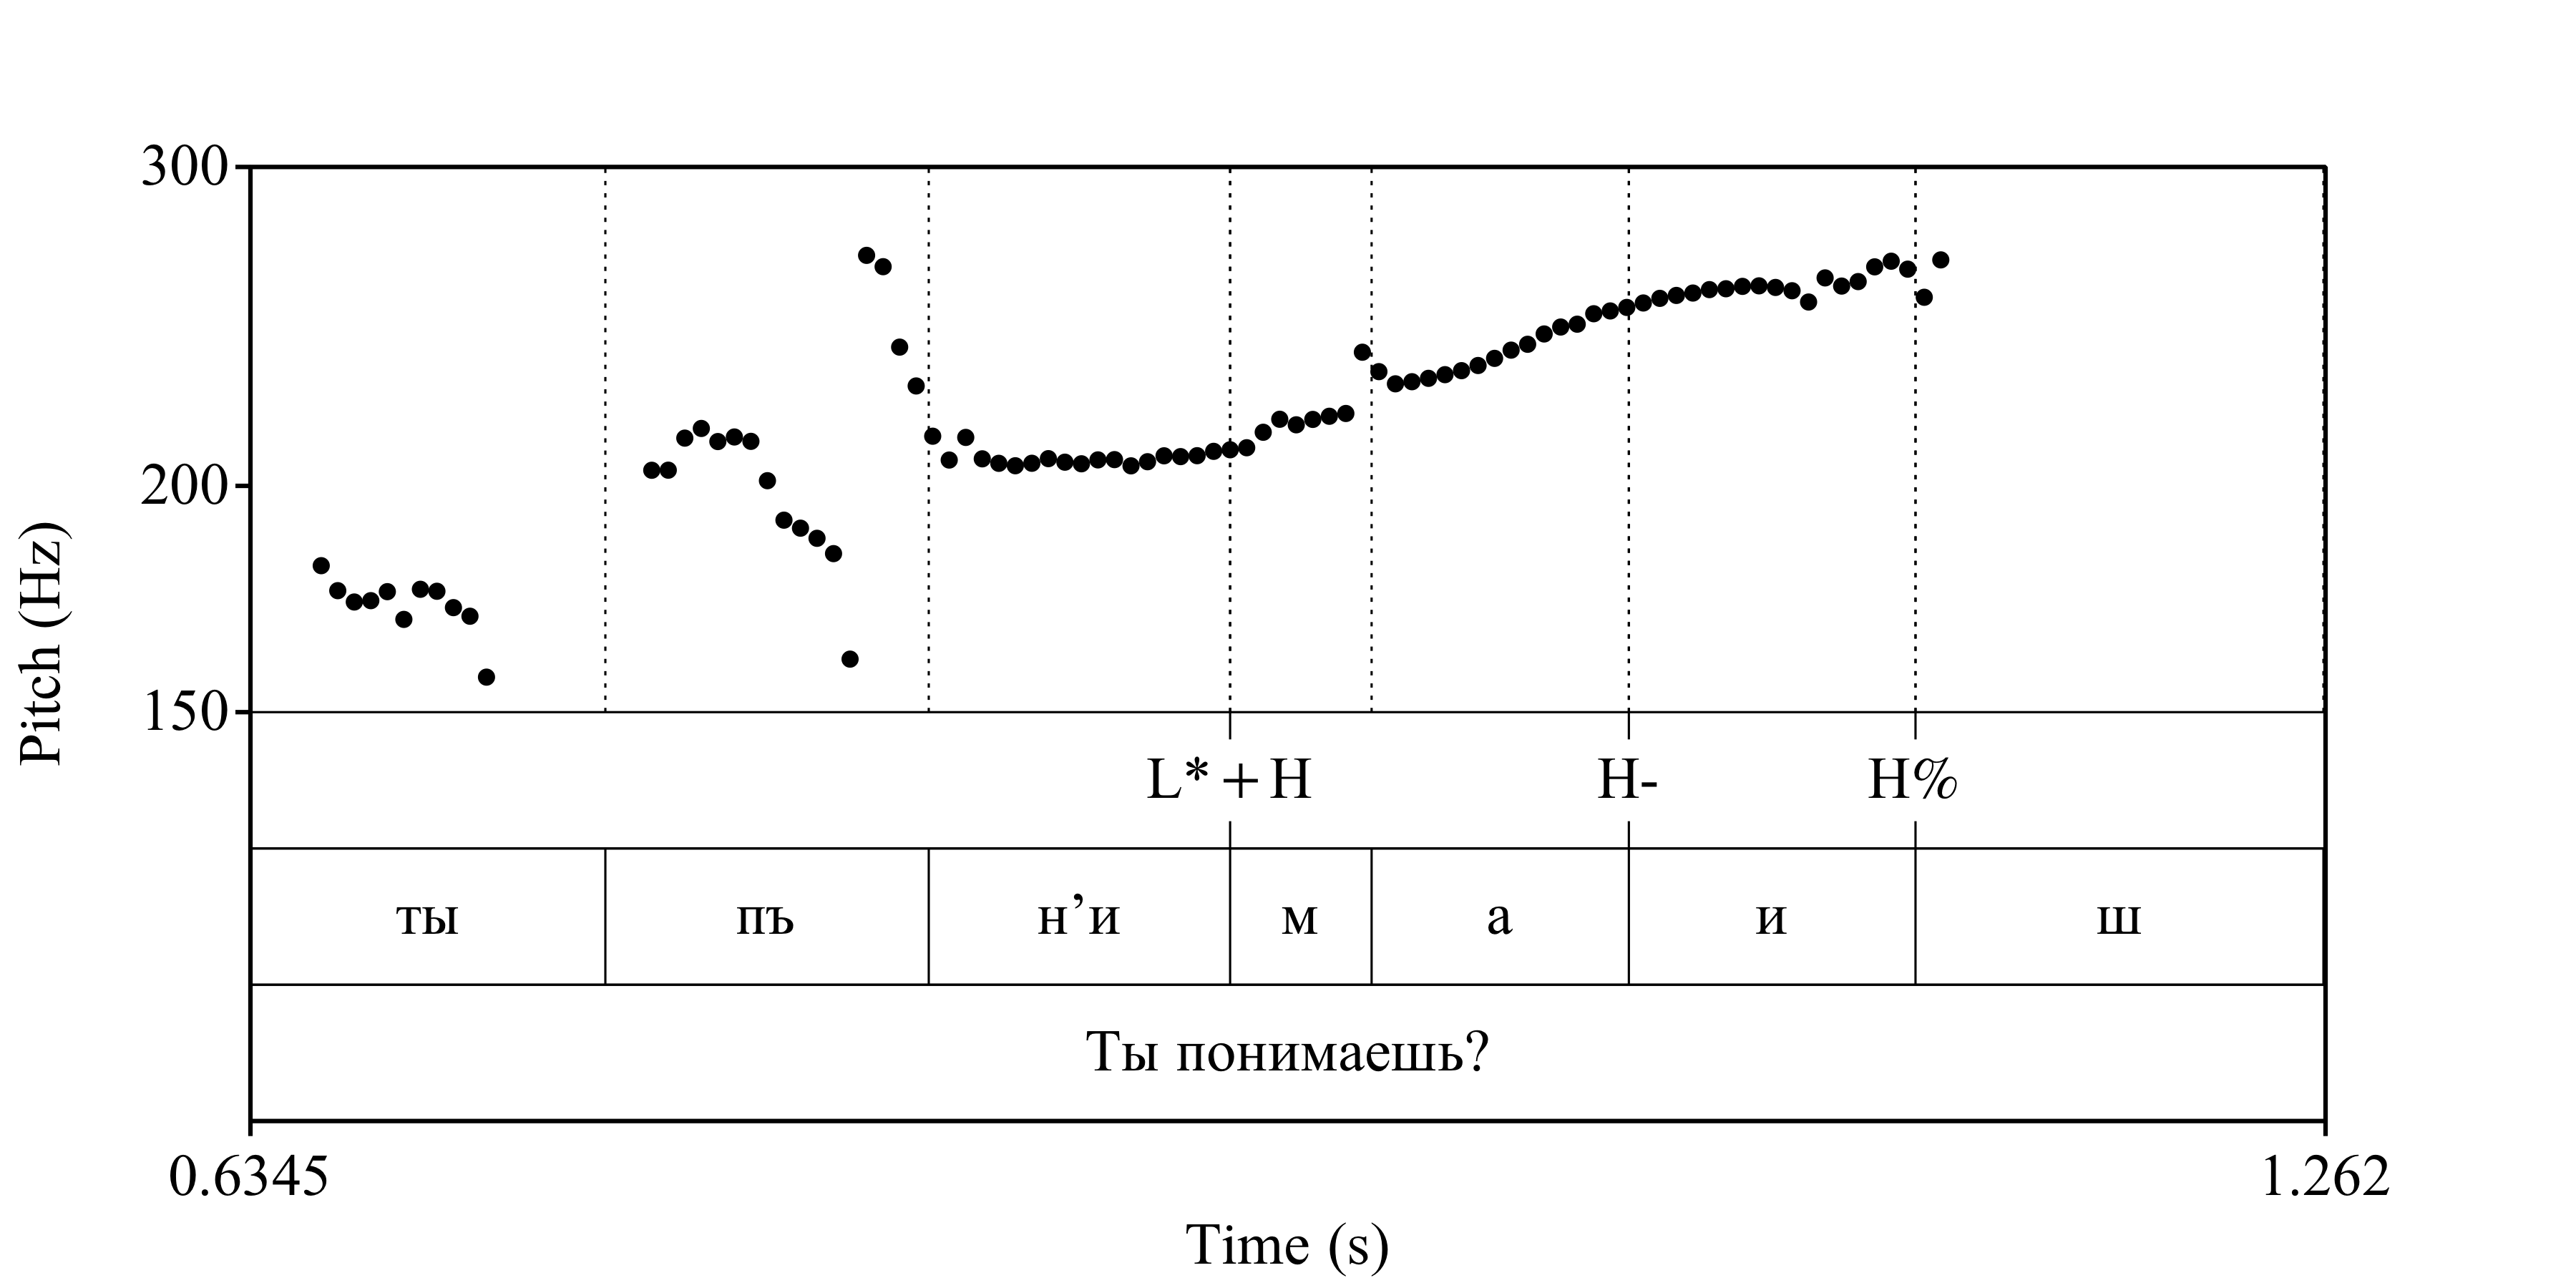 300
200
150
Pitch (Hz)
L*+H H- H%
ты пъ н’и м а и ш
Ты понимаешь?
0.6345 1.262
Time (s)